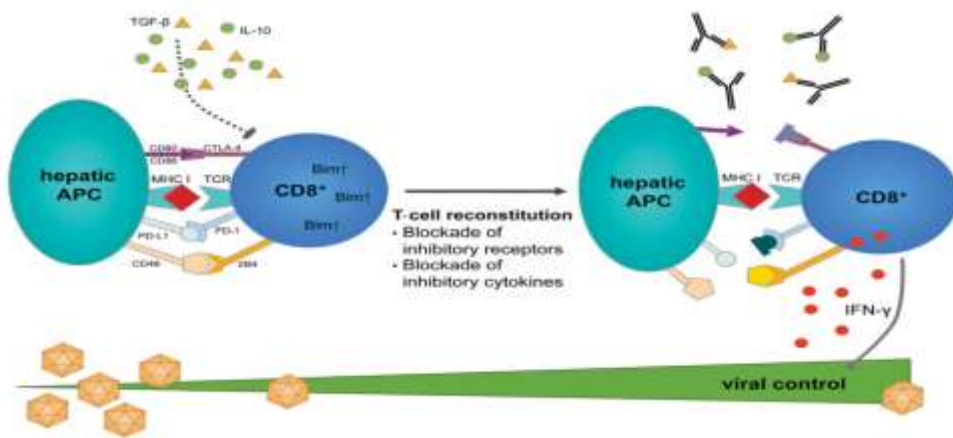 TGF-β
IL-10
CD80
CD86
CTLA-4
hepatic
APC
MHC I
TCR
CD8⁺
Bim↑
Bim↑
Bim↑
PD-L1
PD-1
CD48
2B4
T-cell reconstitution
• Blockade of
inhibitory receptors
• Blockade of
inhibitory cytokines
hepatic
APC
MHC I
TCR
CD8⁺
IFN-γ
viral control